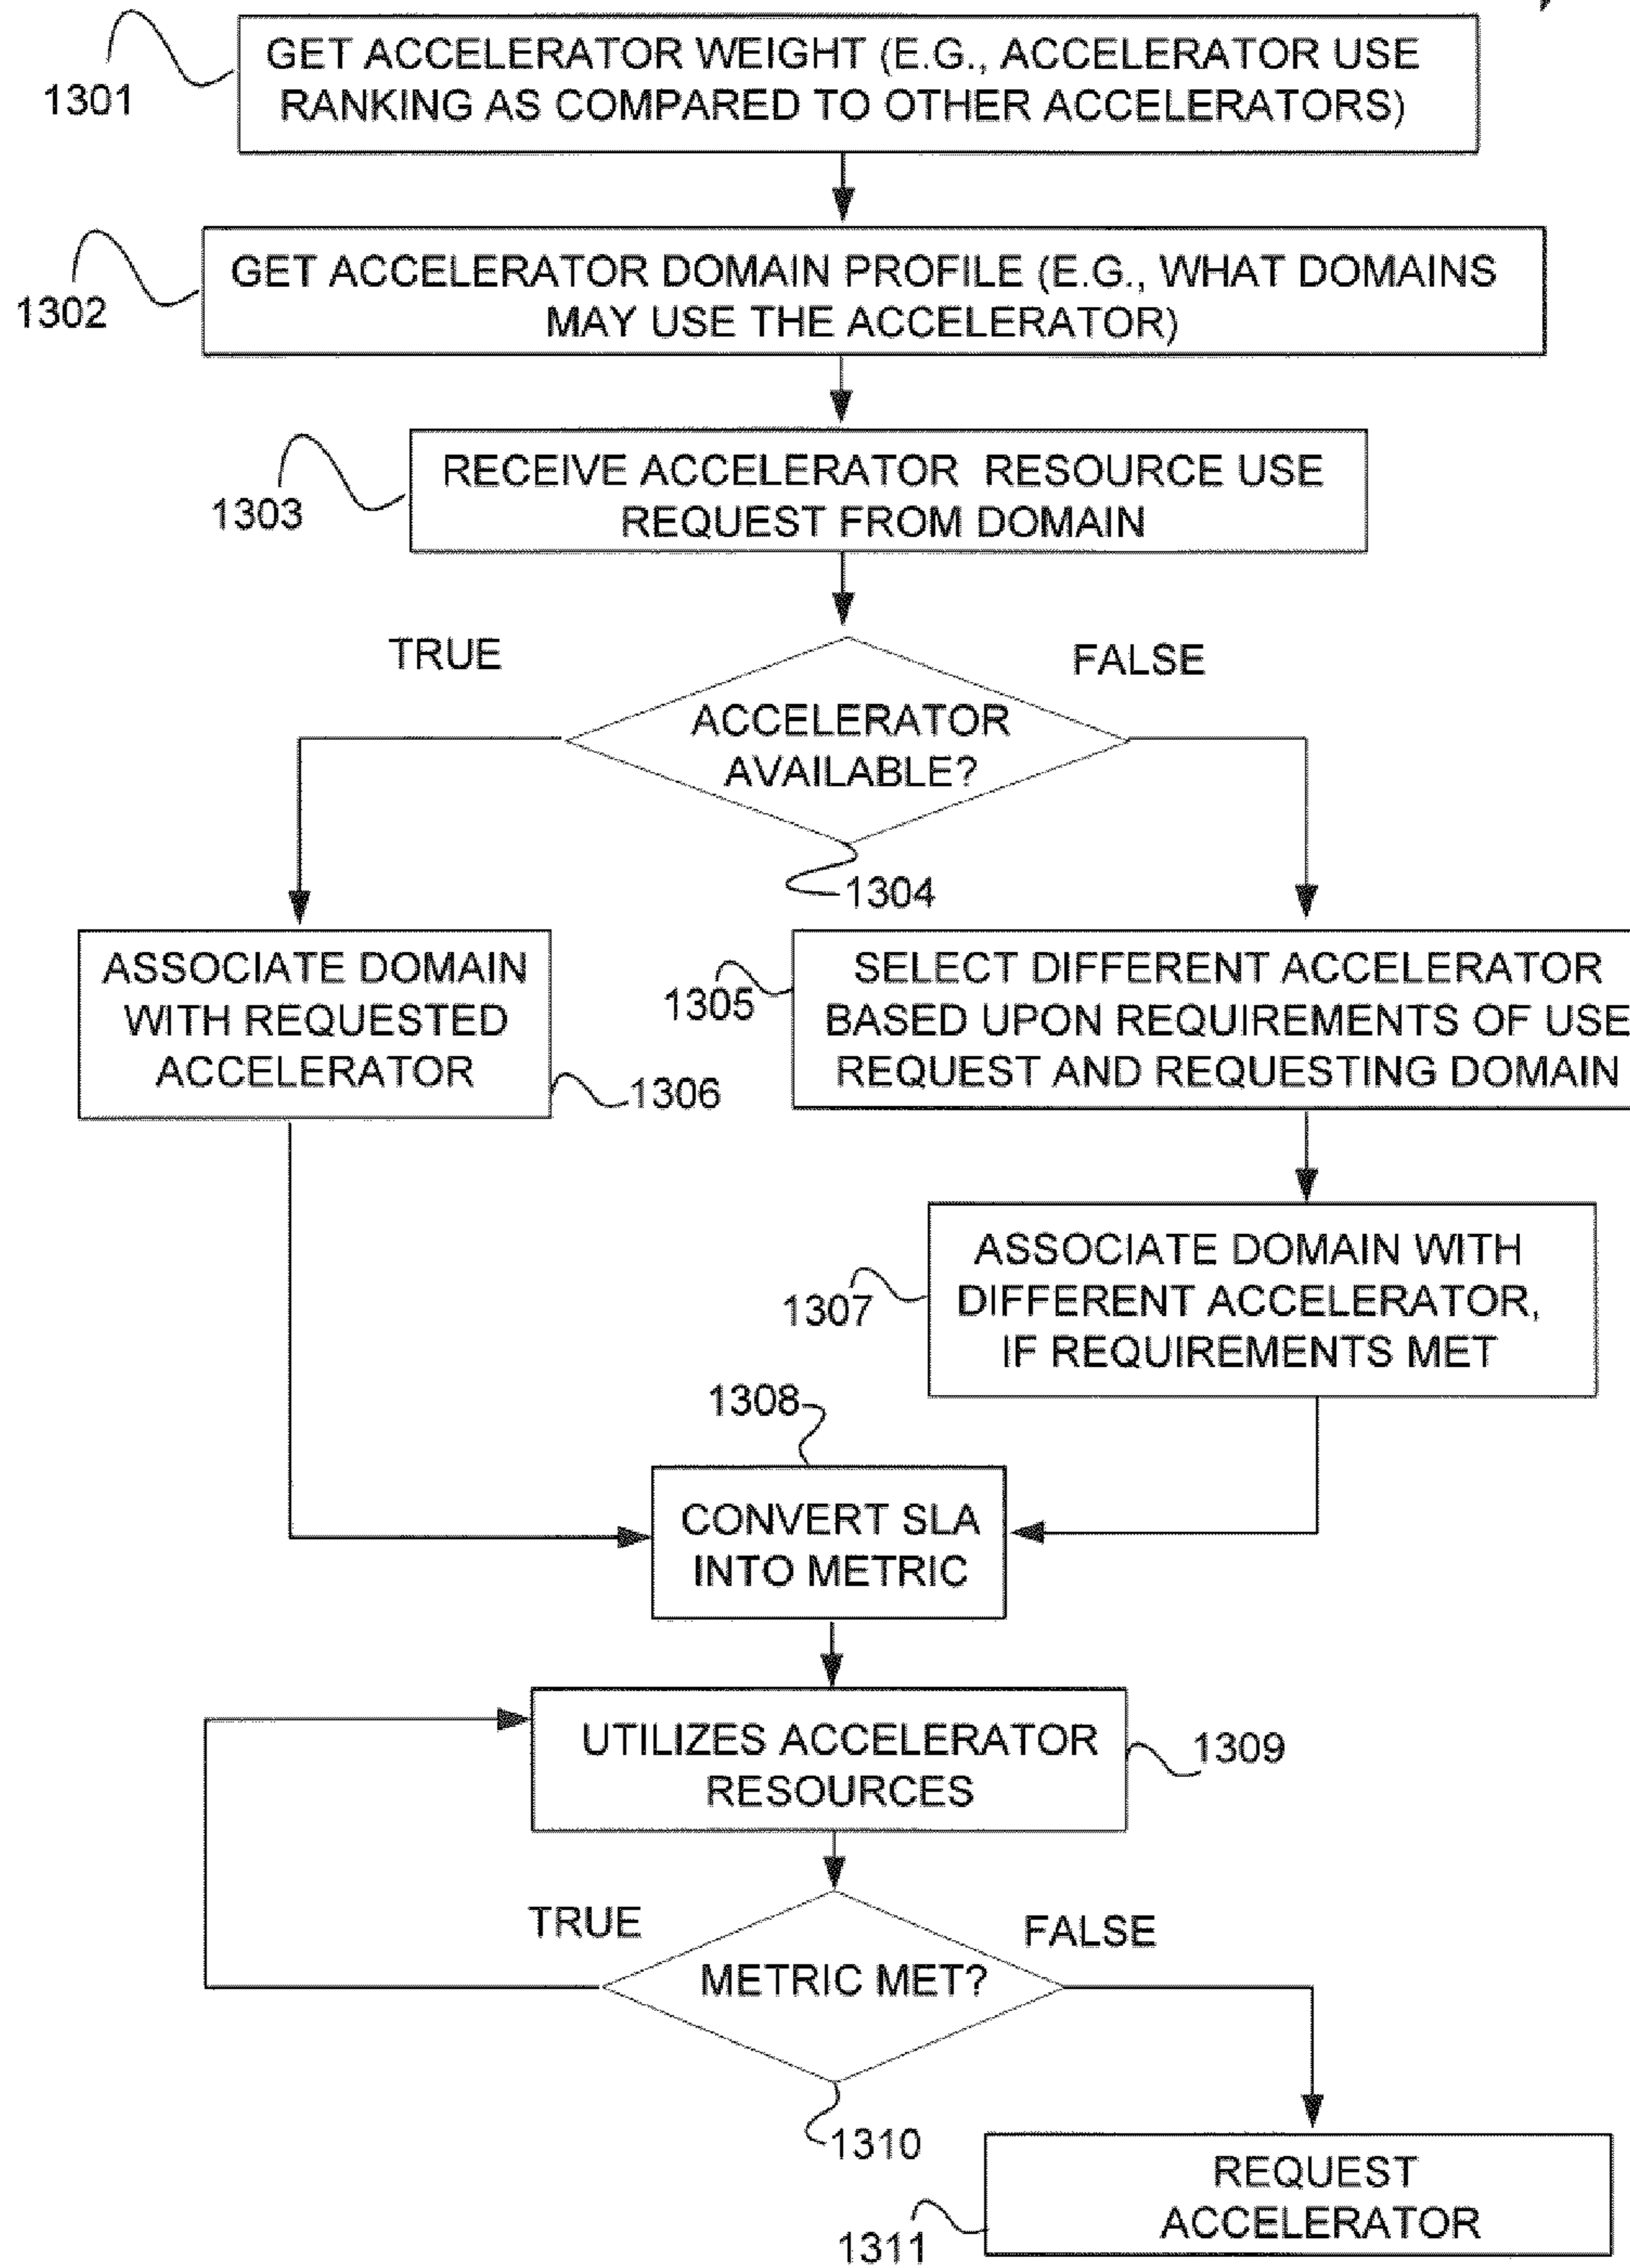 GET ACCELERATOR WEIGHT (E.G., ACCELERATOR USE
RANKING AS COMPARED TO OTHER ACCELERATORS)
1301
GET ACCELERATOR DOMAIN PROFILE (E.G., WHAT DOMAINS
MAY USE THE ACCELERATOR)
1302
RECEIVE ACCELERATOR RESOURCE USE
REQUEST FROM DOMAIN
1303
TRUE
FALSE
ACCELERATOR
AVAILABLE?
1304
ASSOCIATE DOMAIN
WITH REQUESTED
ACCELERATOR
1306
SELECT DIFFERENT ACCELERATOR
BASED UPON REQUIREMENTS OF USE
REQUEST AND REQUESTING DOMAIN
1305
ASSOCIATE DOMAIN WITH
DIFFERENT ACCELERATOR,
IF REQUIREMENTS MET
1307
1308
CONVERT SLA
INTO METRIC
UTILIZES ACCELERATOR
RESOURCES
1309
TRUE
FALSE
METRIC MET?
1310
REQUEST
ACCELERATOR
1311